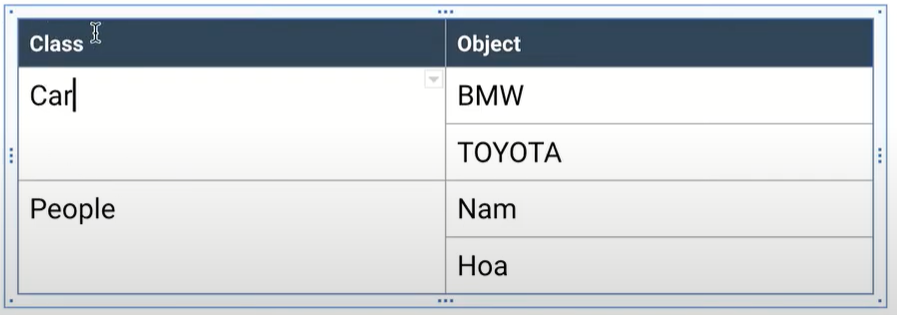 Class Object
Car BMW
TOYOTA
People Nam
Hoa